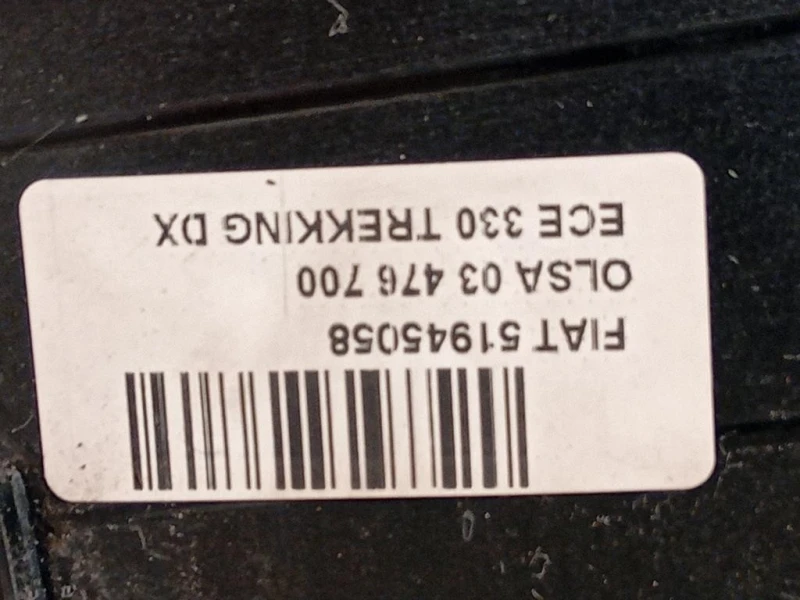 FIAT 51945058
OLSA 03 476 700
ECE 330 TREKKING DX